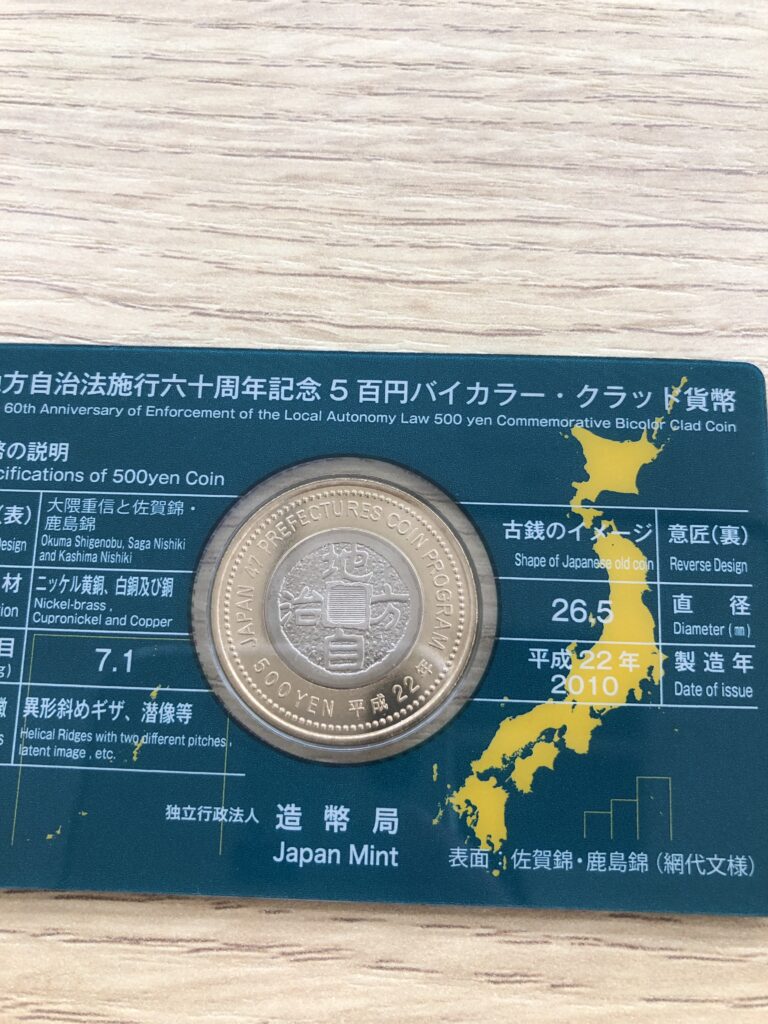 方自治法施行六十周年記念5百円バイカラー・クラッド貨幣
60th Anniversary of Enforcement of the Local Autonomy Law 500 yen Commemorative Bicolor Clad Coin
の説明
cifications of 500yen Coin
(表)
esign
大隈重信と佐賀錦・
鹿島錦
Okuma Shigenobu, Saga Nishiki
and Kashima Nishiki
材
ion
ニッケル黄銅、白銅及び銅
Nickel-brass,
Cupronickel and Copper
目
g)
7.1
s
異形斜めギザ、潜像等
Helical Ridges with two different pitches,
latent image, etc.
JAPAN 47 PREFECTURES COIN PROGRAM
地方自治
500YEN 平成22年
古銭のイメージ
Shape of Japanese old coin
意匠(裏)
Reverse Design
26.5
直 径
Diameter (㎜)
平成22年
2010
製造年
Date of issue
独立行政法人 造幣局
Japan Mint
表面:佐賀錦・鹿島錦(網代文様)